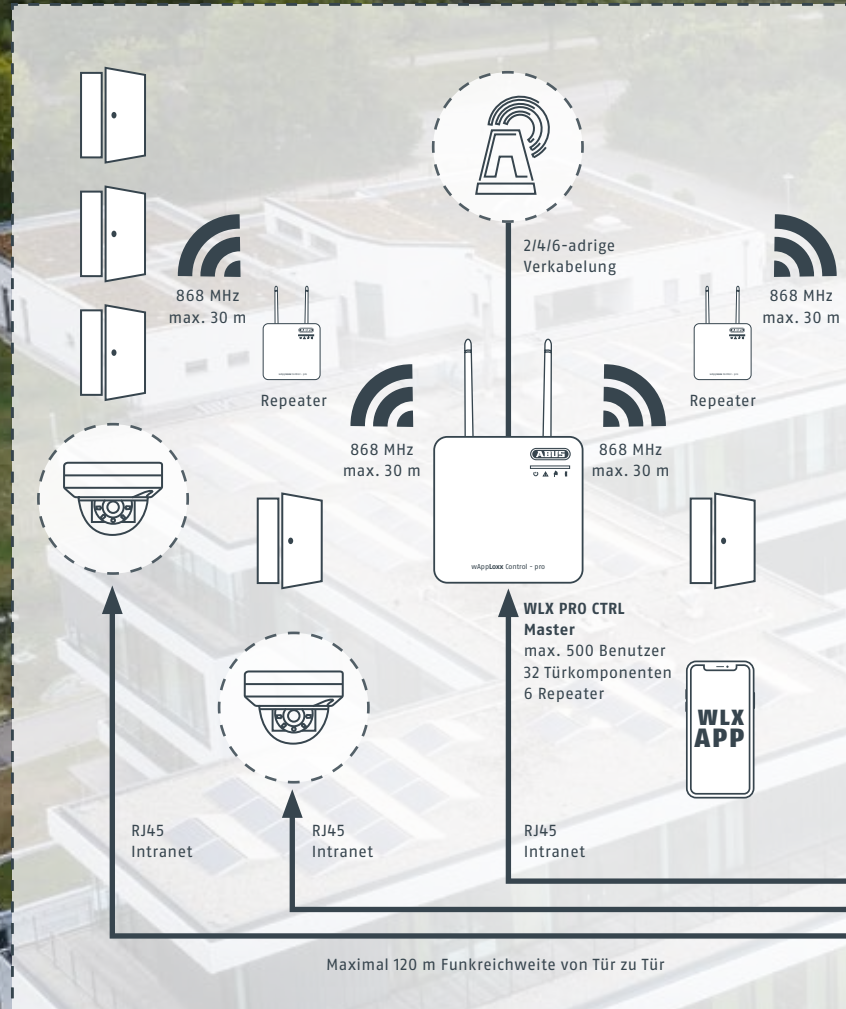 2/4/6-adrige
Verkabelung
868 MHz
max. 30 m
868 MHz
max. 30 m
Repeater
Repeater
868 MHz
max. 30 m
868 MHz
max. 30 m
ABUS
wAppLoxx Control - pro
WLX PRO CTRL
Master
max. 500 Benutzer
32 Türkomponenten
6 Repeater
WLX
APP
RJ45
Intranet
RJ45
Intranet
RJ45
Intranet
Maximal 120 m Funkreichweite von Tür zu Tür